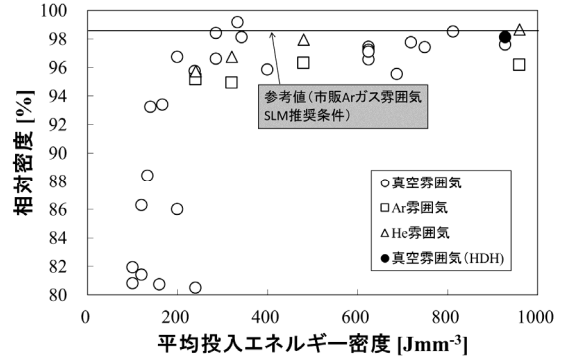 100
98
96
94
92
90
88
86
84
82
80
相対密度 [%]
参考値（市販Arガス雰囲気
SLM推奨条件）
真空雰囲気
Ar雰囲気
He雰囲気
真空雰囲気（HDH）
0
200
400
600
800
1000
平均投入エネルギー密度 [Jmm-3]